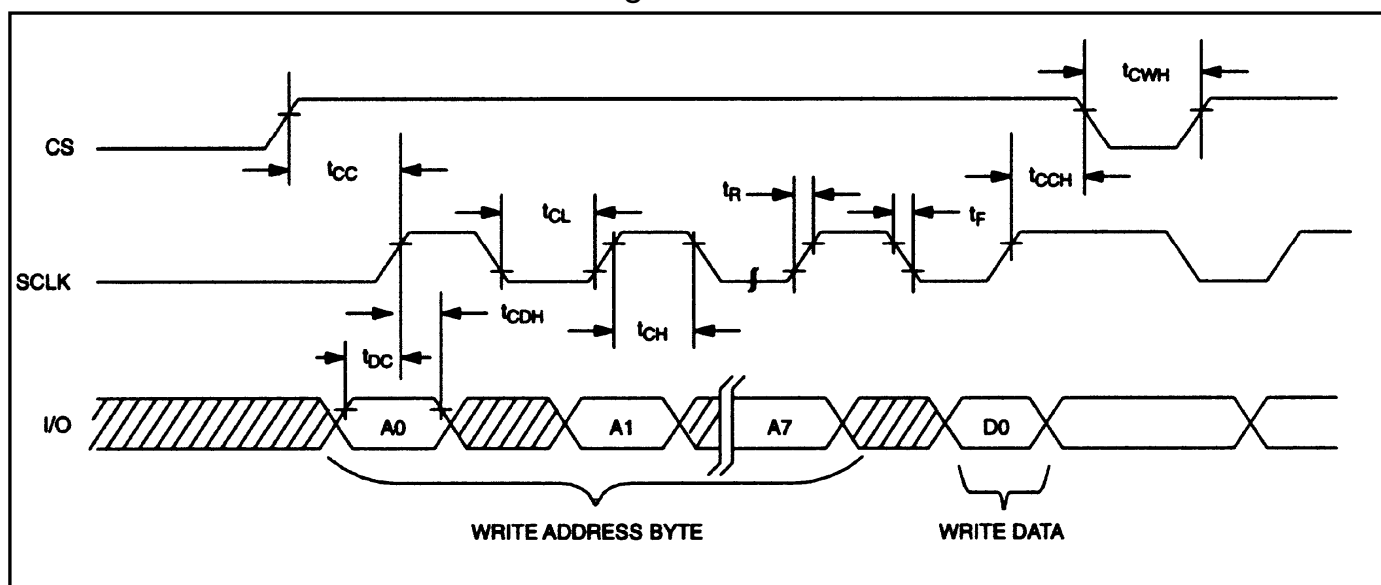 tCWH
CS
tCC
tCCH
tR
tF
tCL
SCLK
tCDH
tCH
tDC
I/O
A0
A1
A7
D0
WRITE ADDRESS BYTE
WRITE DATA